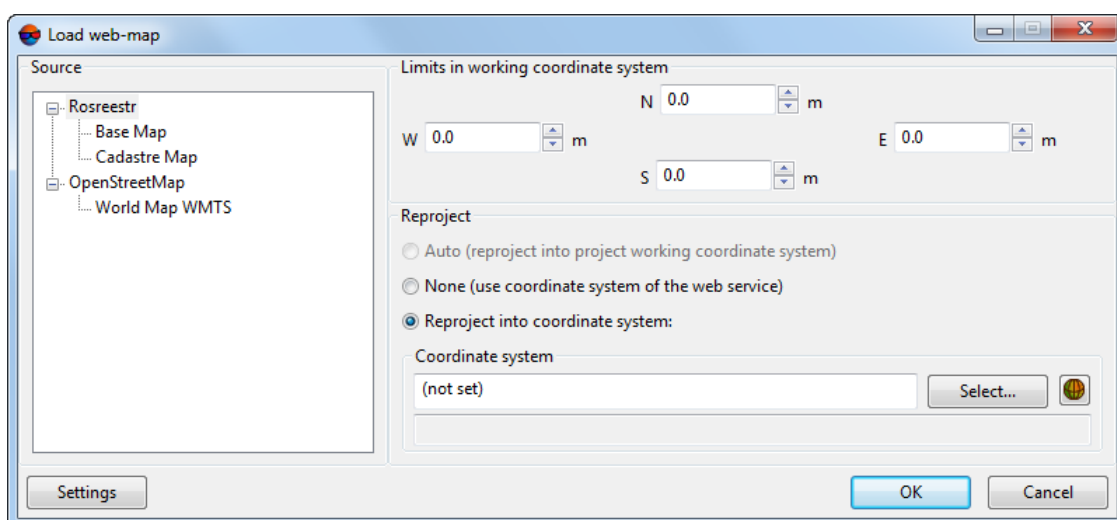 Load web-map
Source
Rosreestr
Base Map
Cadastre Map
OpenStreetMap
World Map WMTS
Limits in working coordinate system
N 0.0 m
W 0.0 m E 0.0 m
S 0.0 m
Reproject
Auto (reproject into project working coordinate system)
None (use coordinate system of the web service)
Reproject into coordinate system:
Coordinate system
(not set) Select...
Settings OK Cancel